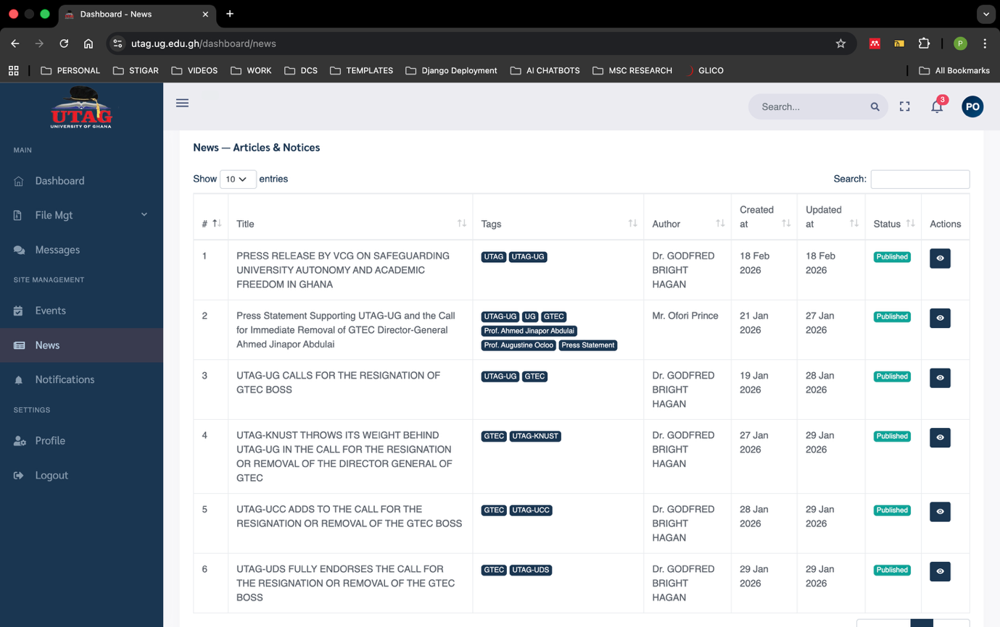 Dashboard - News
utag.ug.edu.gh/dashboard/news
P
PERSONAL STIGAR VIDEOS WORK DCS TEMPLATES Django Deployment AI CHATBOTS MSC RESEARCH GLICO All Bookmarks
UTAG
UNIVERSITY OF GHANA
MAIN
Dashboard
File Mgt
Messages
SITE MANAGEMENT
Events
News
Notifications
SETTINGS
Profile
Logout
Search...
3
PO
News — Articles & Notices
Show 10 entries
Search:
# Title Tags Author Created at Updated at Status Actions
1
PRESS RELEASE BY VCG ON SAFEGUARDING
UNIVERSITY AUTONOMY AND ACADEMIC
FREEDOM IN GHANA
UTAG UTAG-UG
Dr. GODFRED
BRIGHT
HAGAN
18 Feb
2026
18 Feb
2026
Published
2
Press Statement Supporting UTAG-UG and the Call
for Immediate Removal of GTEC Director-General
Ahmed Jinapor Abdulai
UTAG-UG UG GTEC
Prof. Ahmed Jinapor Abdulai
Prof. Augustine Ocloo Press Statement
Mr. Ofori Prince
21 Jan
2026
27 Jan
2026
Published
3
UTAG-UG CALLS FOR THE RESIGNATION OF
GTEC BOSS
UTAG-UG GTEC
Dr. GODFRED
BRIGHT
HAGAN
19 Jan
2026
28 Jan
2026
Published
4
UTAG-KNUST THROWS ITS WEIGHT BEHIND
UTAG-UG IN THE CALL FOR THE RESIGNATION
OR REMOVAL OF THE DIRECTOR GENERAL OF
GTEC
GTEC UTAG-KNUST
Dr. GODFRED
BRIGHT
HAGAN
27 Jan
2026
29 Jan
2026
Published
5
UTAG-UCC ADDS TO THE CALL FOR THE
RESIGNATION OR REMOVAL OF THE GTEC BOSS
GTEC UTAG-UCC
Dr. GODFRED
BRIGHT
HAGAN
28 Jan
2026
29 Jan
2026
Published
6
UTAG-UDS FULLY ENDORSES THE CALL FOR
THE RESIGNATION OR REMOVAL OF THE GTEC
BOSS
GTEC UTAG-UDS
Dr. GODFRED
BRIGHT
HAGAN
29 Jan
2026
29 Jan
2026
Published